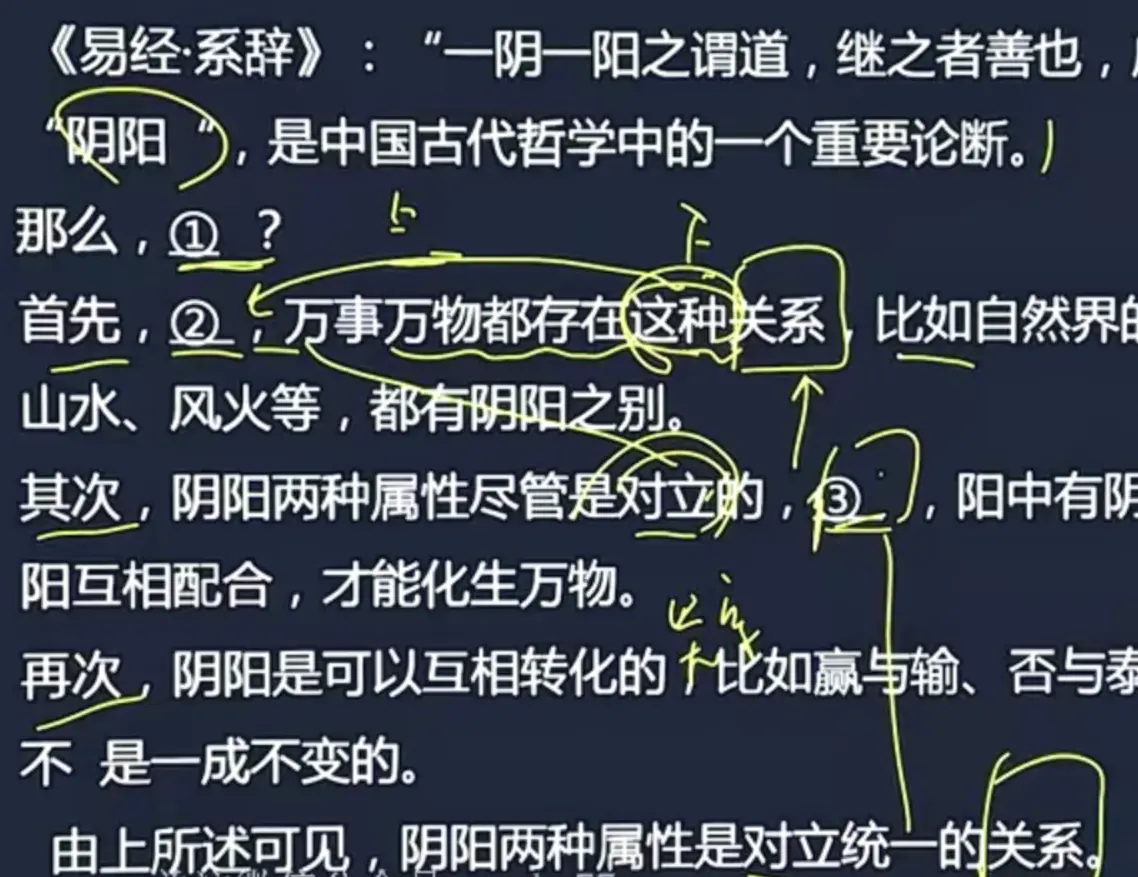 《易经·系辞》：“一阴一阳之谓道，继之者善也，
“阴阳“，是中国古代哲学中的一个重要论断。
那么，① ？
首先，②，万事万物都存在这种关系，比如自然界的
山水、风火等，都有阴阳之别。
其次，阴阳两种属性尽管是对立的，③，阳中有阴
阳互相配合，才能化生万物。
再次，阴阳是可以互相转化的，比如赢与输、否与泰
不 是一成不变的。
由上所述可见，阴阳两种属性是对立统一的关系。